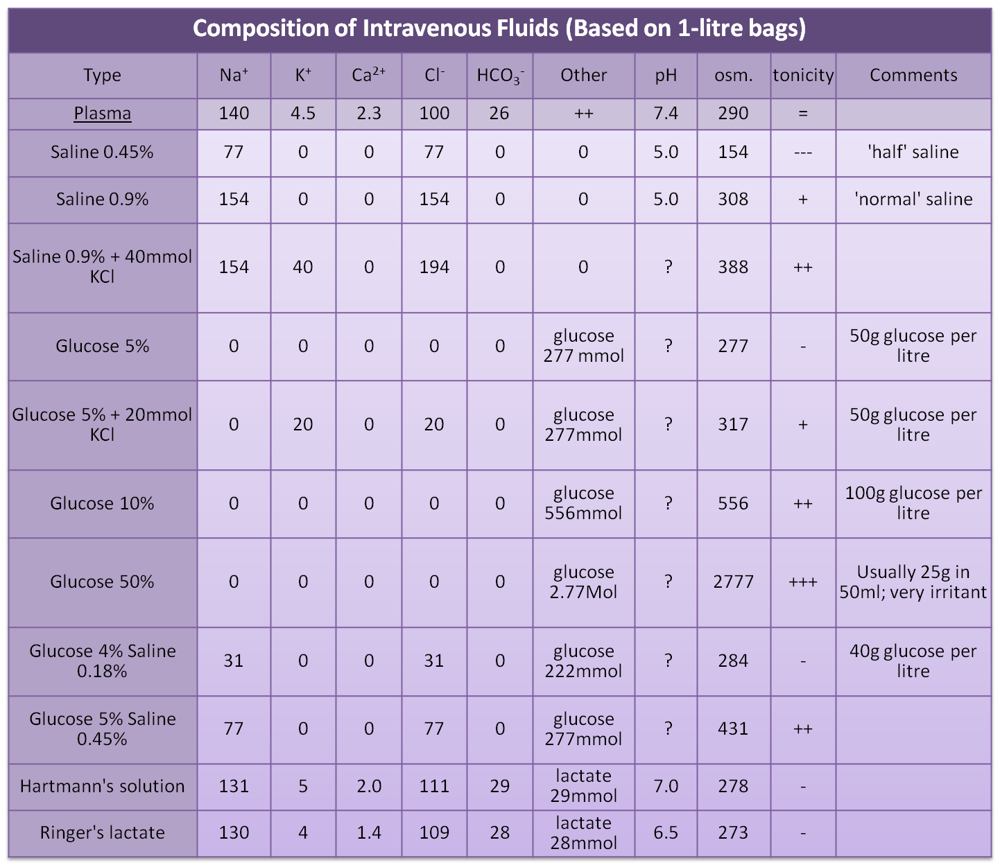 Composition of Intravenous Fluids (Based on 1-litre bags)
Type Na⁺ K⁺ Ca²⁺ Cl⁻ HCO₃⁻ Other pH osm. tonicity Comments
Plasma 140 4.5 2.3 100 26 ++ 7.4 290 =
Saline 0.45% 77 0 0 77 0 0 5.0 154 --- 'half' saline
Saline 0.9% 154 0 0 154 0 0 5.0 308 + 'normal' saline
Saline 0.9% + 40mmol
KCl 154 40 0 194 0 0 ? 388 ++
Glucose 5% 0 0 0 0 0 glucose
277 mmol ? 277 - 50g glucose per
litre
Glucose 5% + 20mmol
KCl 0 20 0 20 0 glucose
277mmol ? 317 + 50g glucose per
litre
Glucose 10% 0 0 0 0 0 glucose
556mmol ? 556 ++ 100g glucose per
litre
Glucose 50% 0 0 0 0 0 glucose
2.77Mol ? 2777 +++ Usually 25g in
50ml; very irritant
Glucose 4% Saline
0.18% 31 0 0 31 0 glucose
222mmol ? 284 - 40g glucose per
litre
Glucose 5% Saline
0.45% 77 0 0 77 0 glucose
277mmol ? 431 ++
Hartmann's solution 131 5 2.0 111 29 lactate
29mmol 7.0 278 -
Ringer's lactate 130 4 1.4 109 28 lactate
28mmol 6.5 273 -